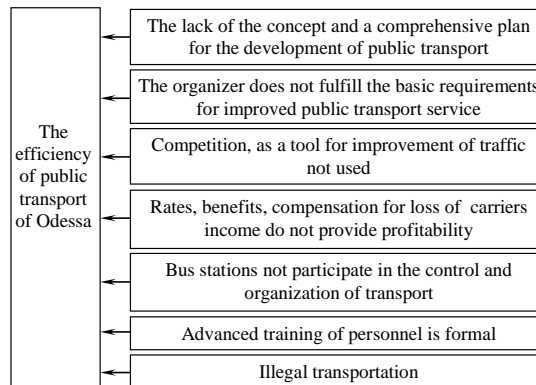 The
efficiency
of public
transport
of Odessa
The lack of the concept and a comprehensive plan
for the development of public transport
The organizer does not fulfill the basic requirements
for improved public transport service
Competition, as a tool for improvement of traffic
not used
Rates, benefits, compensation for loss of carriers
income do not provide profitability
Bus stations not participate in the control and
organization of transport
Advanced training of personnel is formal
Illegal transportation